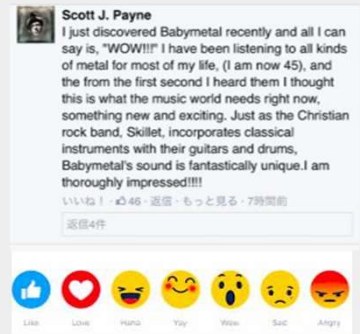 Scott J. Payne
I just discovered Babymetal recently and all I can
say is, "WOW!!!" I have been listening to all kinds
of metal for most of my life, (I am now 45), and
the from the first second I heard them I thought
this is what the music world needs right now,
something new and exciting. Just as the Christian
rock band, Skillet, incorporates classical
instruments with their guitars and drums,
Babymetal's sound is fantastically unique.I am
thoroughly impressed!!!!
いいね！ · 46 · 返信 · もっと見る · 7時間前
返信4件
Like Love Haha Yay Wow Sad Angry